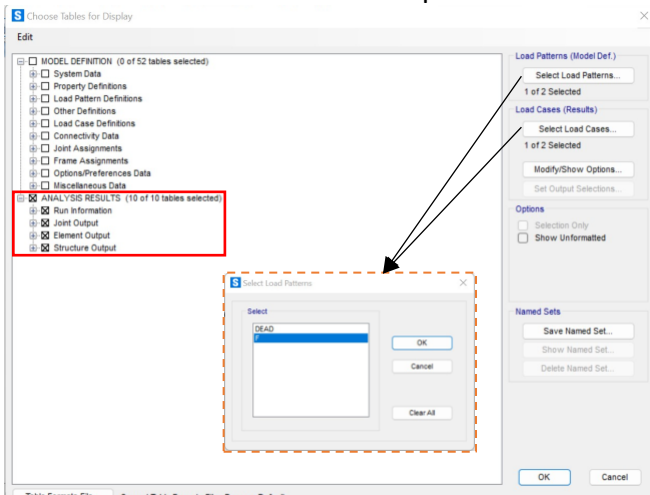 Choose Tables for Display
Edit
MODEL DEFINITION (0 of 52 tables selected)
System Data
Property Definitions
Load Pattern Definitions
Other Definitions
Load Case Definitions
Connectivity Data
Joint Assignments
Frame Assignments
Options/Preferences Data
Miscellaneous Data
ANALYSIS RESULTS (10 of 10 tables selected)
Run Information
Joint Output
Element Output
Structure Output
Load Patterns (Model Def.)
Select Load Patterns...
1 of 2 Selected
Load Cases (Results)
Select Load Cases...
1 of 2 Selected
Modify/Show Options...
Set Output Selections...
Options
Selection Only
Show Unformatted
Named Sets
Save Named Set...
Show Named Set...
Delete Named Set...
OK
Cancel
Select Load Patterns
Select
DEAD
OK
Cancel
Clear All